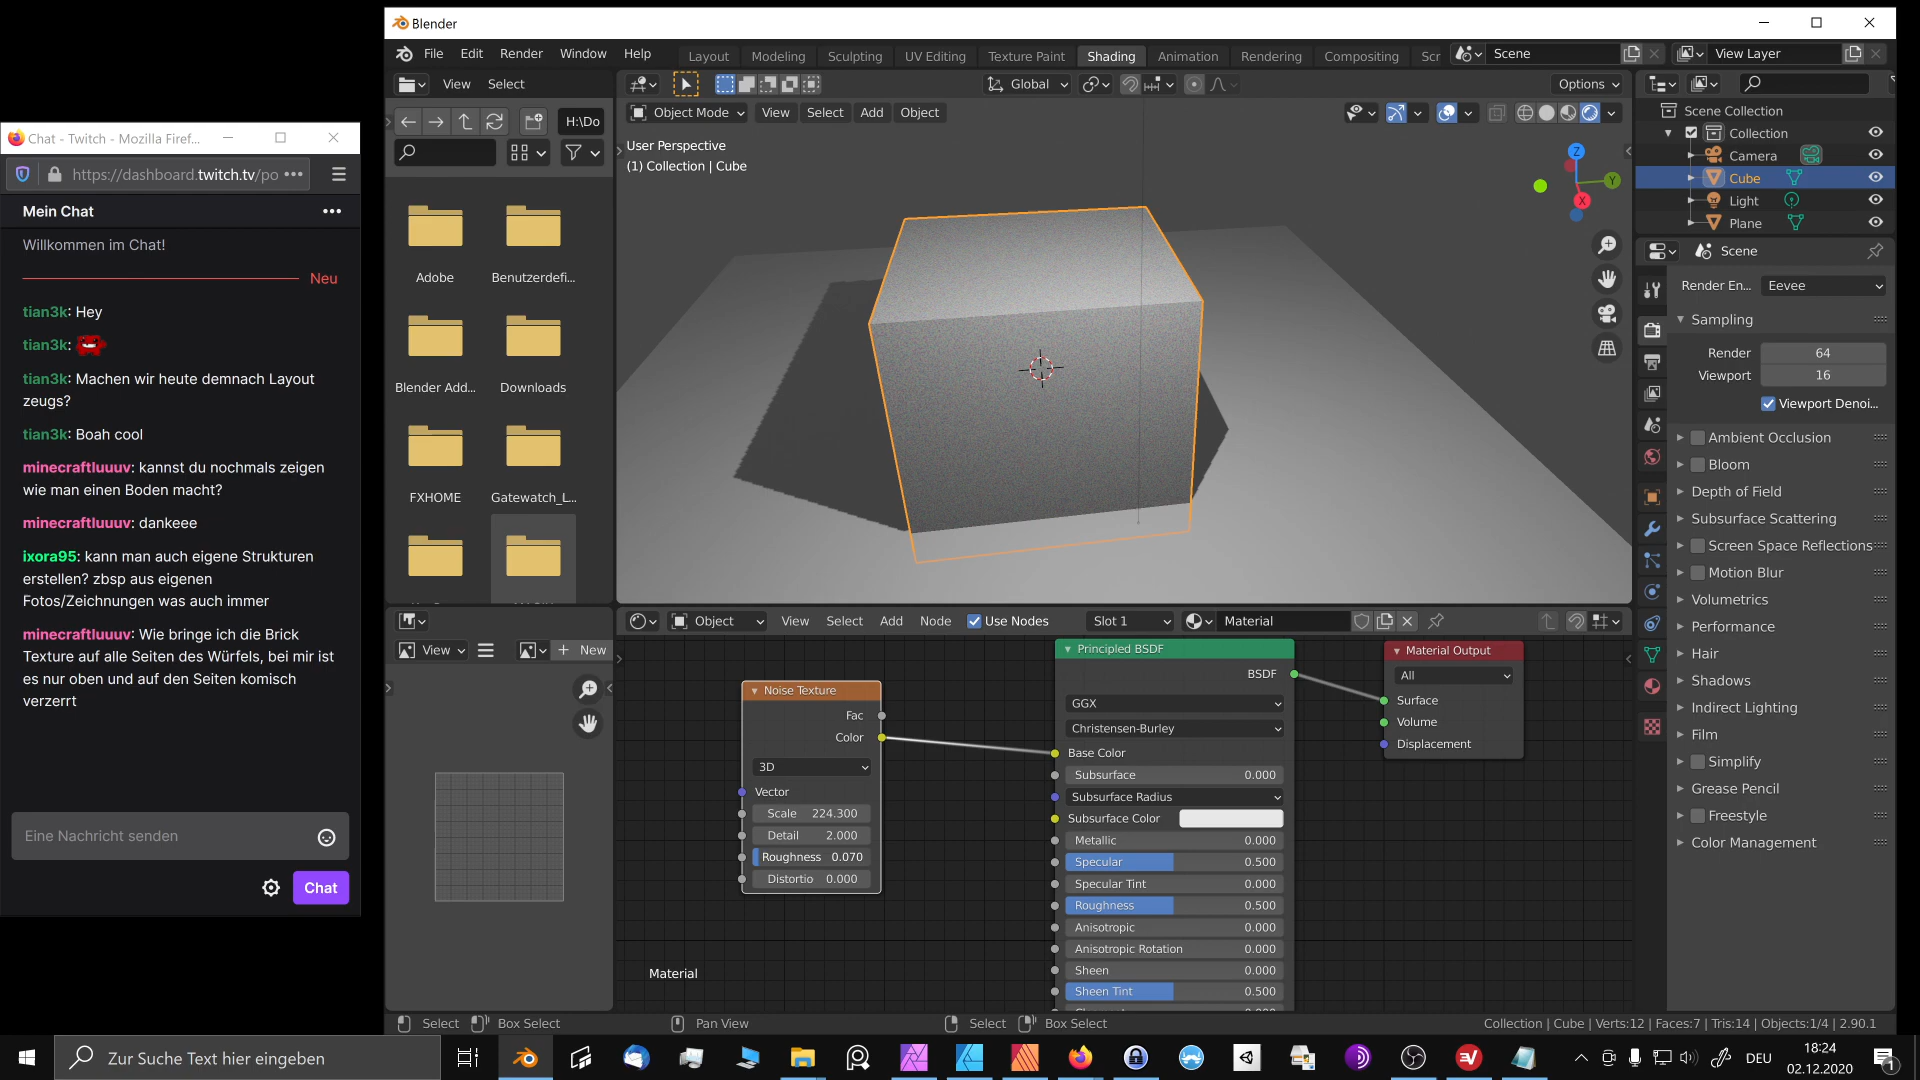 Blender
File Edit Render Window Help
Layout Modeling Sculpting UV Editing Texture Paint Shading Animation Rendering Compositing Scr
Scene
View Layer
View Select
Global
Options
H:\Do
Object Mode View Select Add Object
User Perspective
(1) Collection | Cube
Z
Y
X
Adobe
Benutzerdefi...
Blender Add...
Downloads
FXHOME
Gatewatch_L...
Scene Collection
Collection
Camera
Cube
Light
Plane
Scene
Render En... Eevee
Sampling
Render 64
Viewport 16
Viewport Denoi...
Ambient Occlusion
Bloom
Depth of Field
Subsurface Scattering
Screen Space Reflections
Motion Blur
Volumetrics
Performance
Hair
Shadows
Indirect Lighting
Film
Simplify
Grease Pencil
Freestyle
Color Management
Chat - Twitch - Mozilla Firef...
https://dashboard.twitch.tv/po
Mein Chat
Willkommen im Chat!
Neu
tian3k: Hey
tian3k:
tian3k: Machen wir heute demnach Layout
zeugs?
tian3k: Boah cool
minecraftluuuv: kannst du nochmals zeigen
wie man einen Boden macht?
minecraftluuuv: dankeee
ixora95: kann man auch eigene Strukturen
erstellen? zbsp aus eigenen
Fotos/Zeichnungen was auch immer
minecraftluuuv: Wie bringe ich die Brick
Texture auf alle Seiten des Würfels, bei mir ist
es nur oben und auf den Seiten komisch
verzerrt
Eine Nachricht senden
Chat
View
New
Object View Select Add Node Use Nodes Slot 1 Material
Noise Texture
Fac
Color
3D
Vector
Scale 224.300
Detail 2.000
Roughness 0.070
Distortio 0.000
Principled BSDF
BSDF
GGX
Christensen-Burley
Base Color
Subsurface 0.000
Subsurface Radius
Subsurface Color
Metallic 0.000
Specular 0.500
Specular Tint 0.000
Roughness 0.500
Anisotropic 0.000
Anisotropic Rotation 0.000
Sheen 0.000
Sheen Tint 0.500
Material Output
All
Surface
Volume
Displacement
Material
Select Box Select Pan View Select Box Select
Collection | Cube | Verts:12 | Faces:7 | Tris:14 | Objects:1/4 | 2.90.1
Zur Suche Text hier eingeben
DEU
18:24
02.12.2020
1